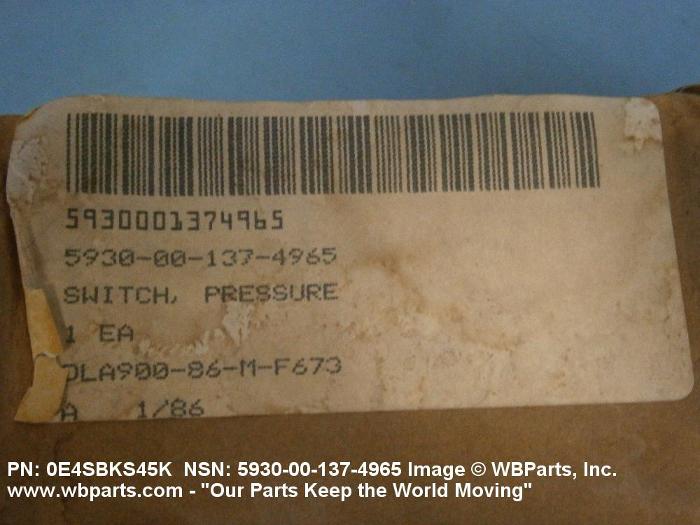 5930001374965
5930-00-137-4965
SWITCH, PRESSURE
1 EA
DLA900-86-M-F673
A 1/86
PN: 0E4SBKS45K NSN: 5930-00-137-4965 Image © WBParts, Inc.
www.wbparts.com - "Our Parts Keep the World Moving"